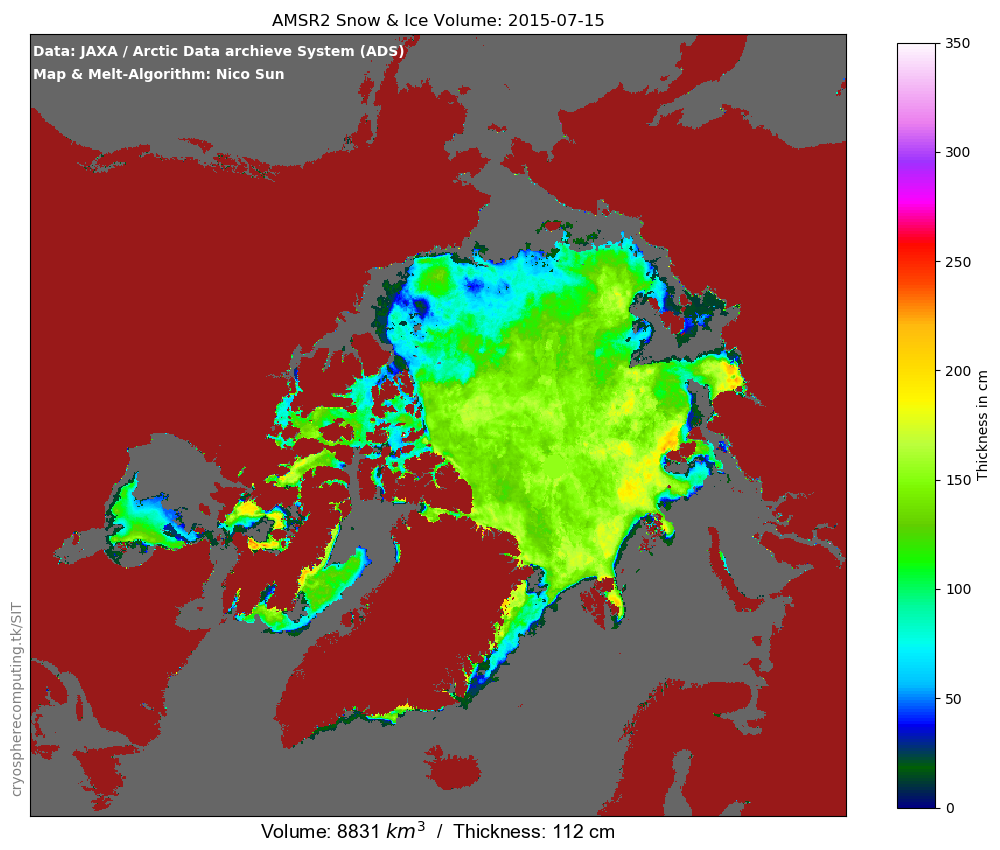 AMSR2 Snow & Ice Volume: 2015-07-15
Data: JAXA / Arctic Data archieve System (ADS)
Map & Melt-Algorithm: Nico Sun
350
300
250
200
150
100
50
0
Thickness in cm
cryospherecomputing.tk/SIT
Volume: 8831 km³ / Thickness: 112 cm